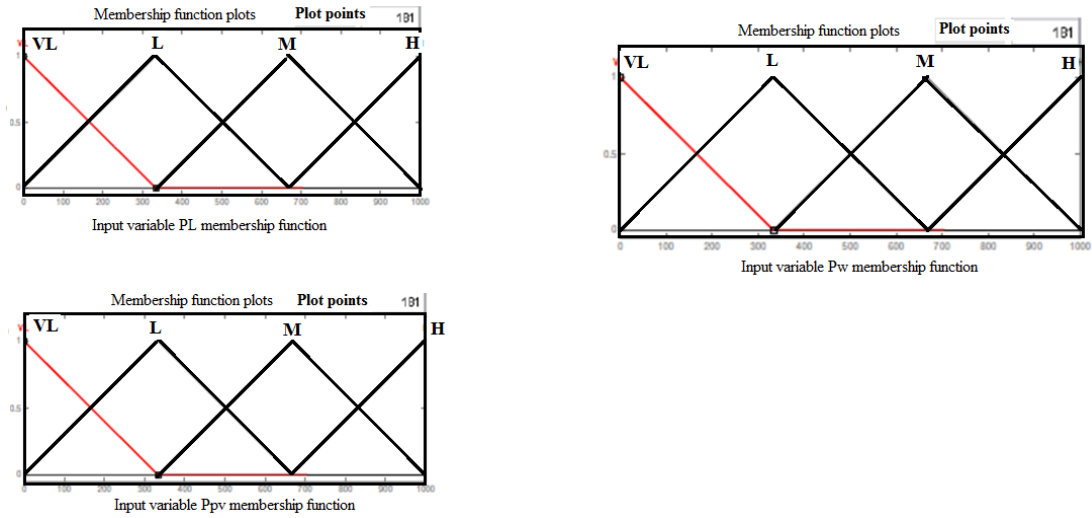 Membership function plots Plot points 181
VL L M H
1
0.5
0
0 100 200 300 400 500 600 700 800 900 1000
Input variable PL membership function
Membership function plots Plot points 181
VL L M H
1
0.5
0
0 100 200 300 400 500 600 700 800 900 1000
Input variable Pw membership function
Membership function plots Plot points 181
VL L M H
1
0.5
0
0 100 200 300 400 500 600 700 800 900 1000
Input variable Ppv membership function